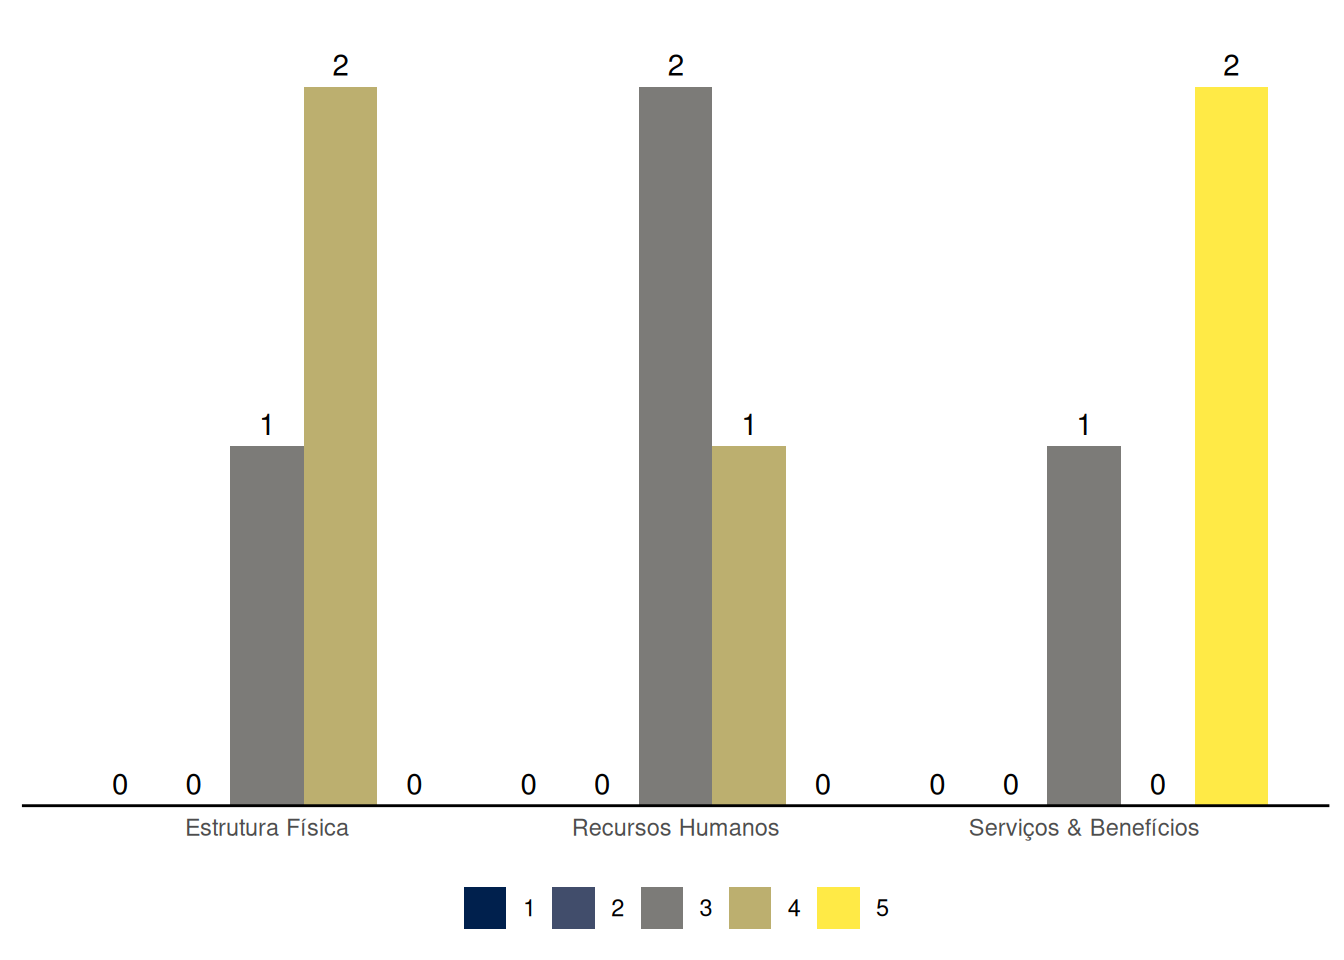 2 2 2
1 1 1
0 0 0 0 0 0 0 0 0
Estrutura Física Recursos Humanos Serviços & Benefícios
1 2 3 4 5